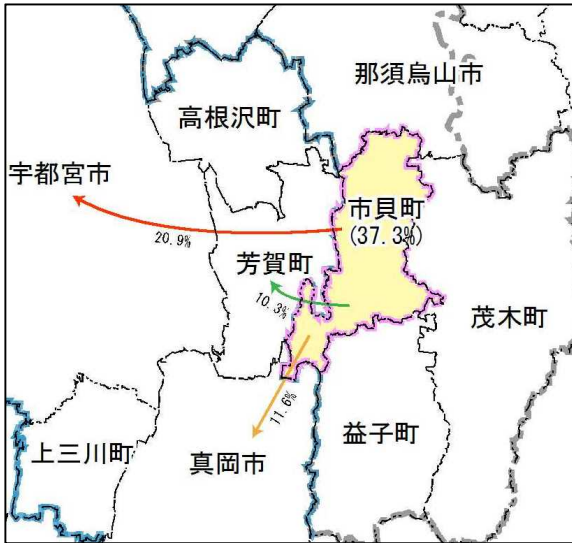 那須烏山市
高根沢町
宇都宮市
市貝町
(37.3%)
20.9%
芳賀町
10.3%
茂木町
11.6%
益子町
上三川町
真岡市